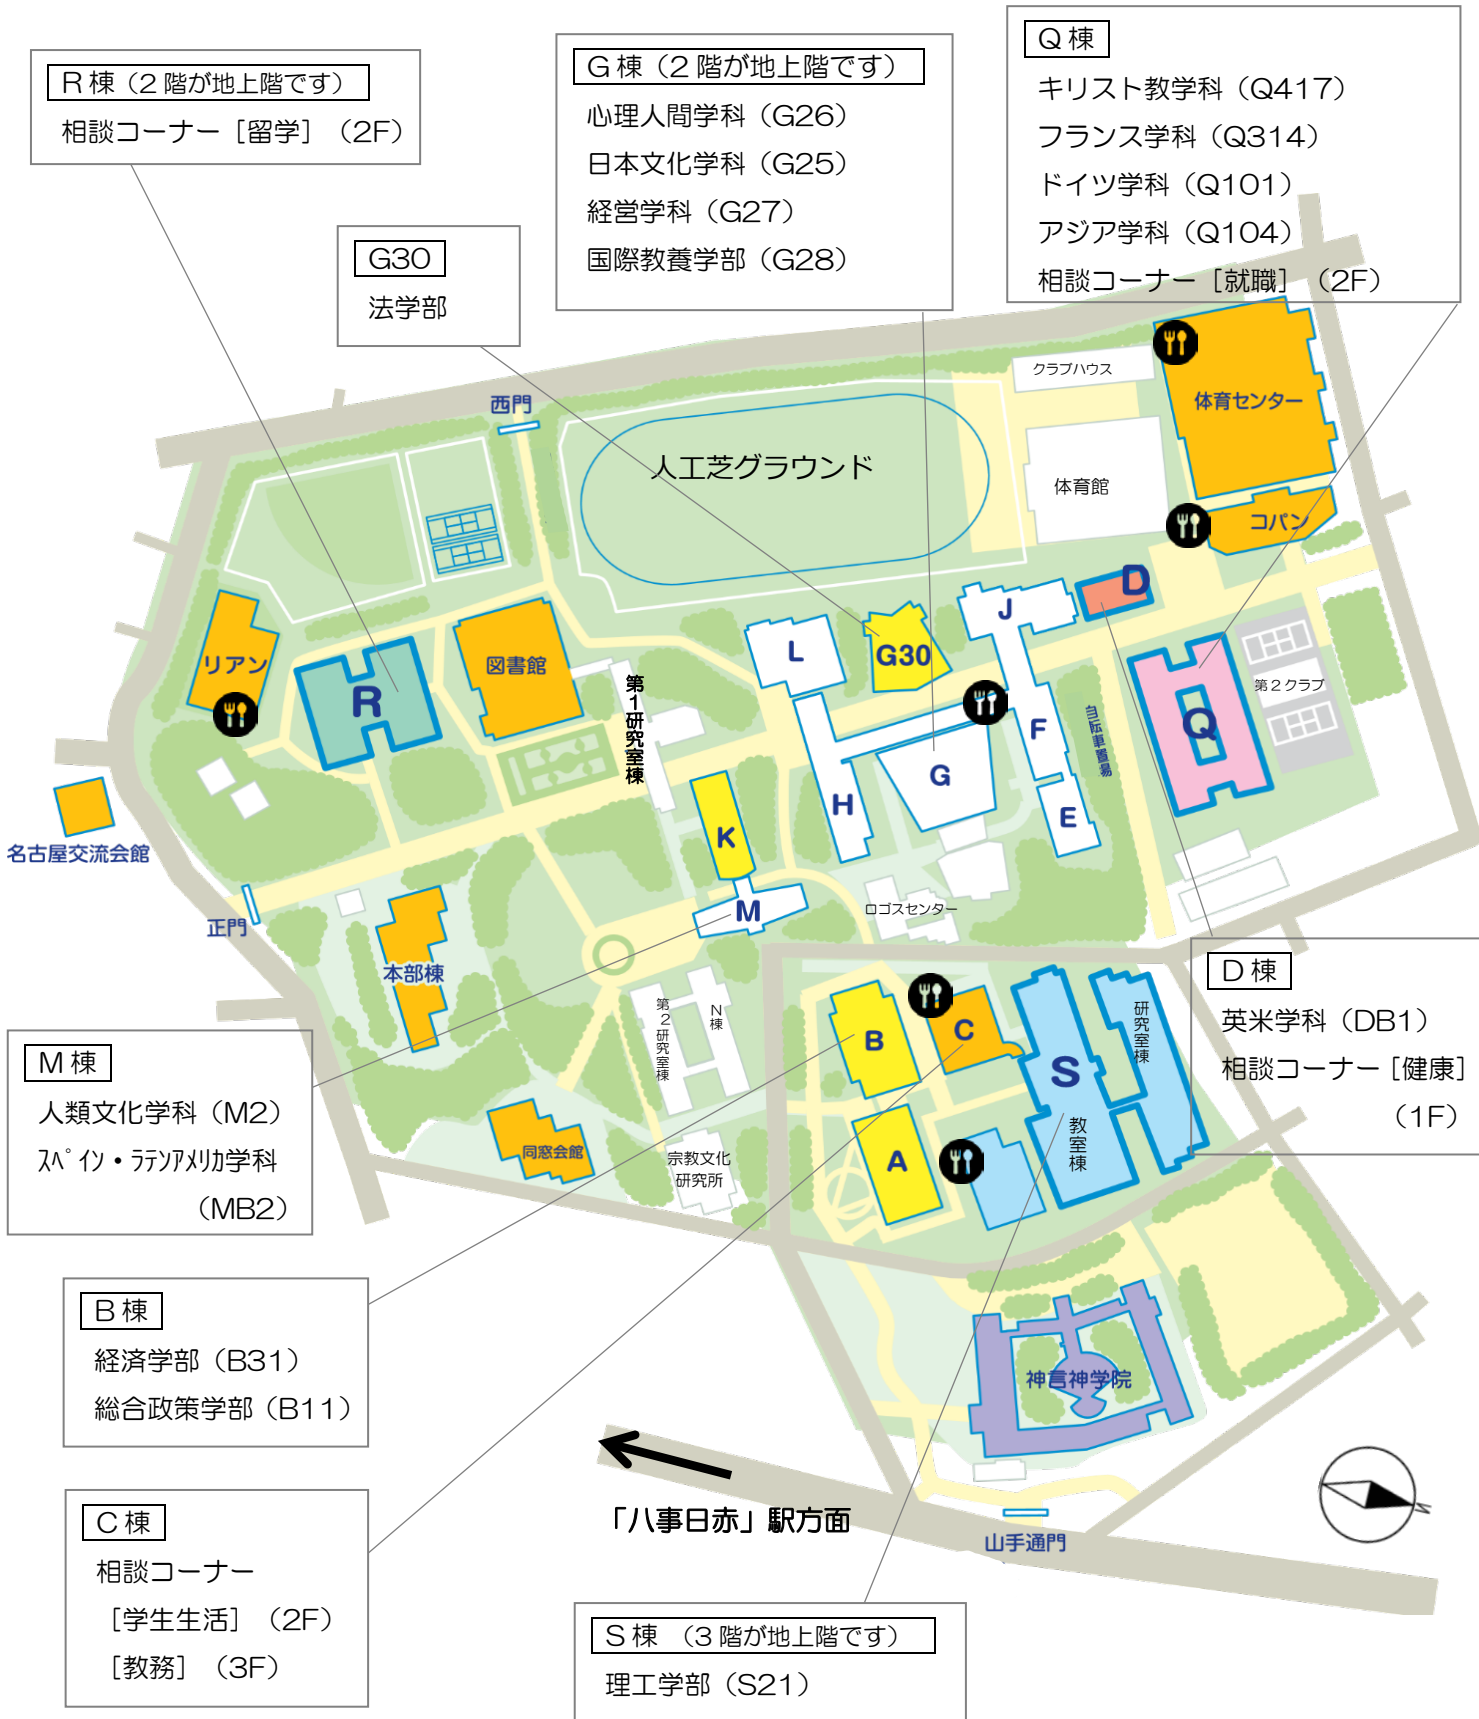 R棟（2階が地上階です）
相談コーナー［留学］（2F）
G棟（2階が地上階です）
心理人間学科（G26）
日本文化学科（G25）
経営学科（G27）
国際教養学部（G28）
Q棟
キリスト教学科（Q417）
フランス学科（Q314）
ドイツ学科（Q101）
アジア学科（Q104）
相談コーナー［就職］（2F）
G30
法学部
クラブハウス
体育センター
西門
人工芝グラウンド
体育館
コパン
D
J
L
G30
リアン
図書館
R
第1研究室棟
第2クラブ
Q
自転車置場
F
G
H
E
K
名古屋交流会館
M
ロゴスセンター
正門
本部棟
D棟
英米学科（DB1）
相談コーナー［健康］
（1F）
M棟
人類文化学科（M2）
ｽﾍﾟｲﾝ・ﾗﾃﾝｱﾒﾘｶ学科
（MB2）
第2研究室棟
N棟
B
C
S
教室棟
研究室棟
A
同窓会館
宗教文化
研究所
B棟
経済学部（B31）
総合政策学部（B11）
神言神学院
「八事日赤」駅方面
山手通門
N
C棟
相談コーナー
［学生生活］（2F）
［教務］（3F）
S棟（3階が地上階です）
理工学部（S21）